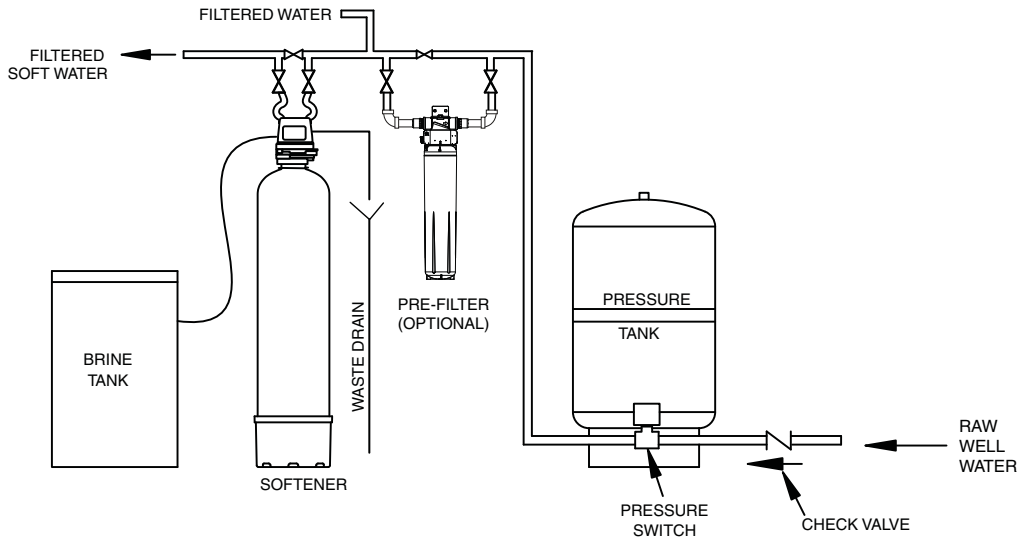 FILTERED WATER
FILTERED
SOFT WATER
PRE-FILTER
(OPTIONAL)
WASTE DRAIN
BRINE
TANK
SOFTENER
PRESSURE
TANK
RAW
WELL
WATER
PRESSURE
SWITCH
CHECK VALVE